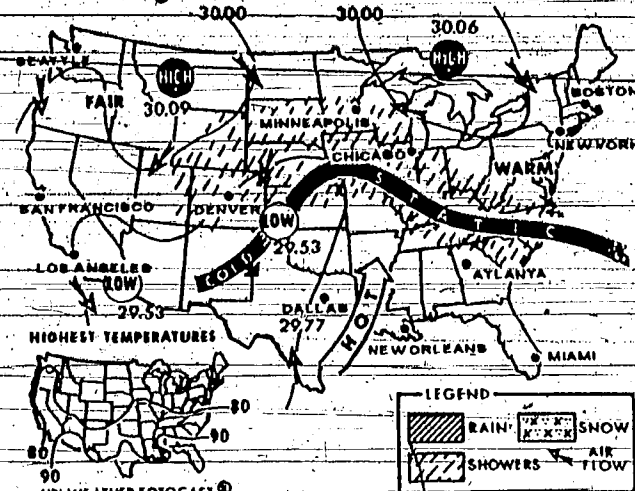 30.00 30.00 30.06
SEATTLE HIGH HIGH
FAIR
30.09
BOSTON
MINNEAPOLIS
NEW YORK
CHICAGO
WARM
SAN FRANCISCO DENVER
LOW
STATIC
29.53
COLD
LOS ANGELES
LOW
29.53
ATLANTA
DALLAS
29.77
HOT
NEW ORLEANS
MIAMI
HIGHEST TEMPERATURES
80
90
80
90
LEGEND
RAIN SNOW
SHOWERS AIR FLOW